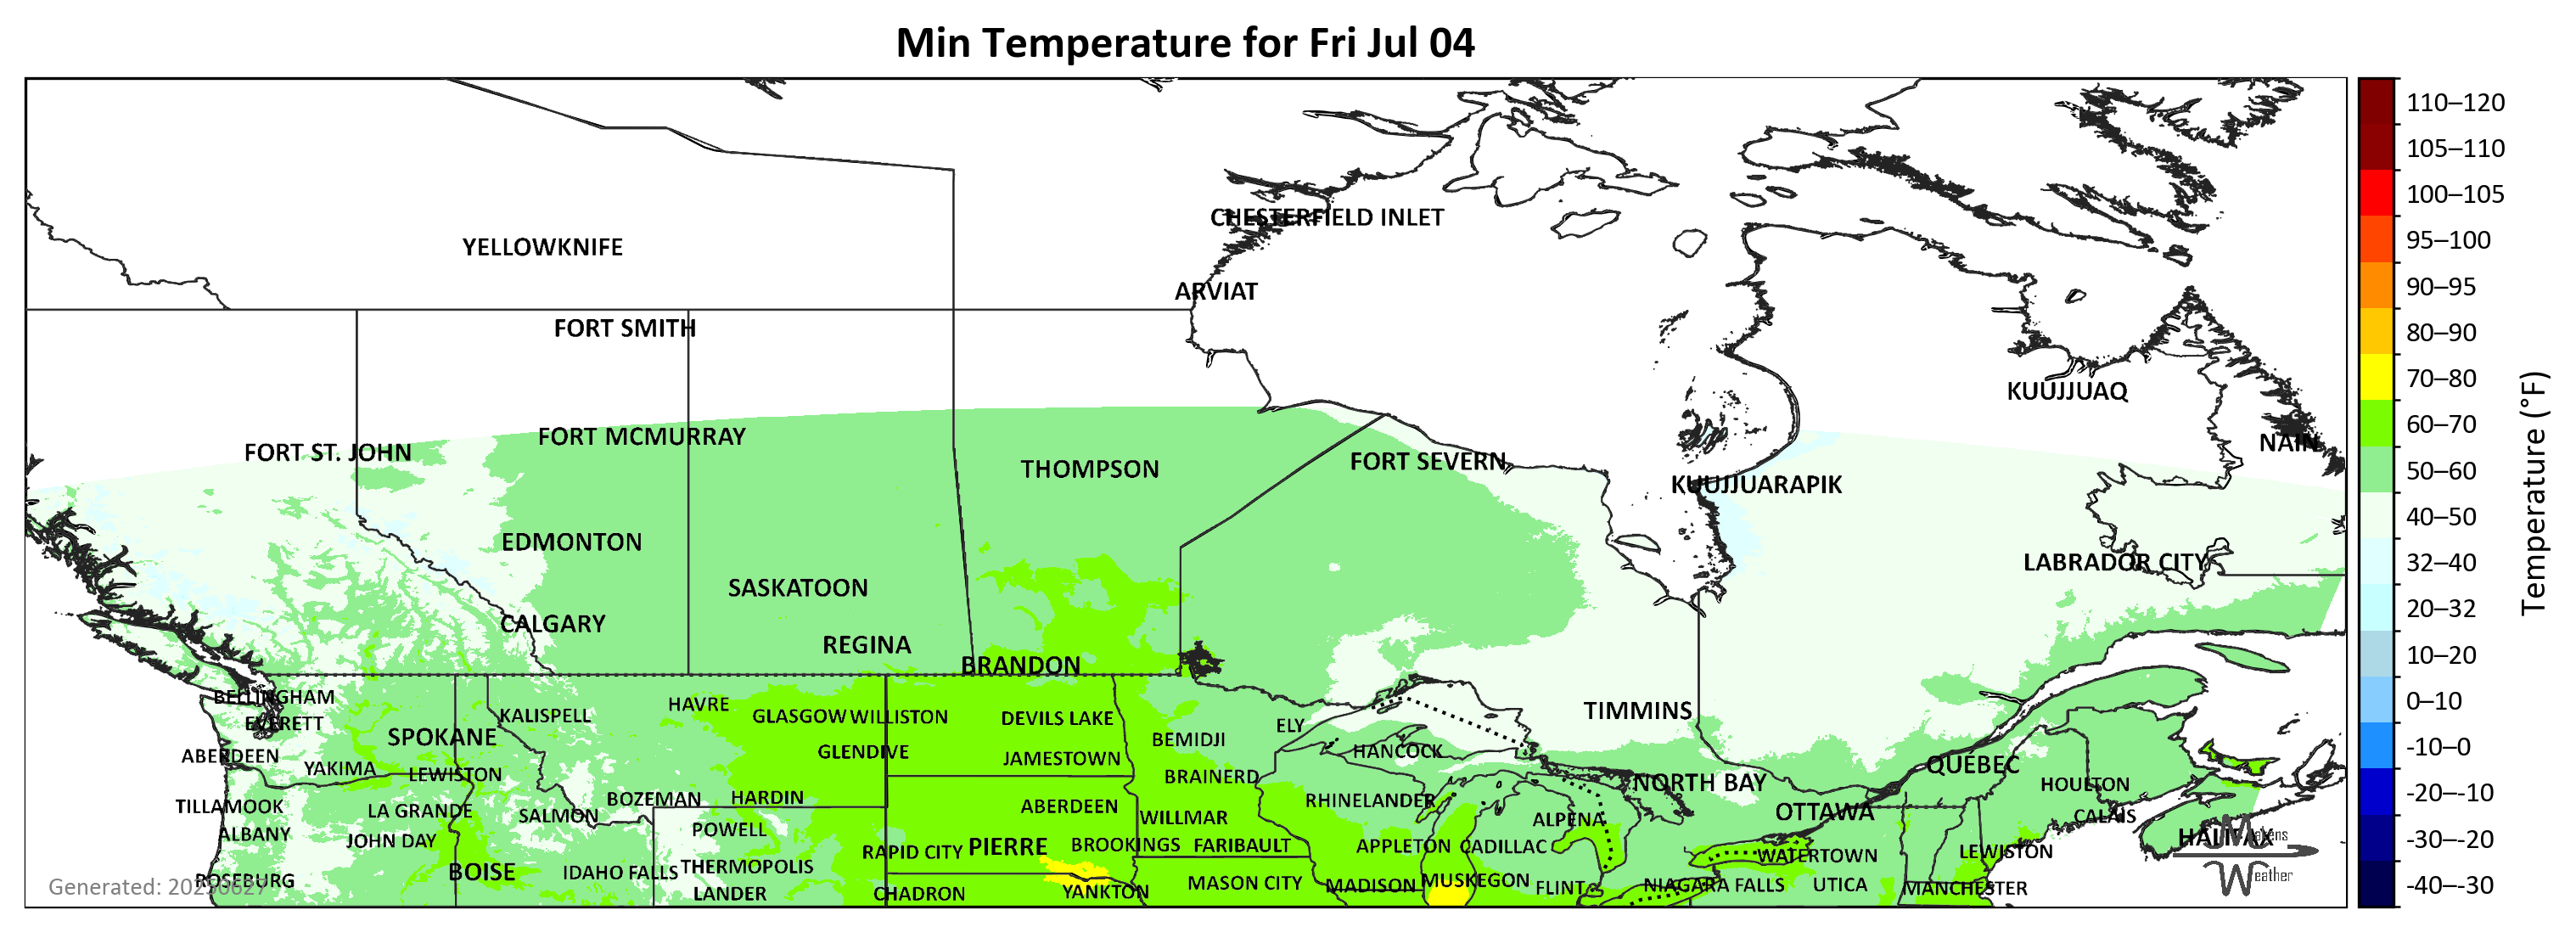 Min Temperature for Fri Jul 04
110–120
105–110
100–105
95–100
90–95
80–90
70–80
60–70
50–60
40–50
32–40
20–32
10–20
0–10
-10–0
-20–-10
-30–-20
-40–-30
Temperature (°F)
CHESTERFIELD INLET
YELLOWKNIFE
ARVIAT
FORT SMITH
KUUJJUAQ
FORT MCMURRAY
NAIN
FORT ST. JOHN
FORT SEVERN
THOMPSON
KUUJJUARAPIK
EDMONTON
LABRADOR CITY
SASKATOON
CALGARY
REGINA
BRANDON
BELLINGHAM
HAVRE
TIMMINS
KALISPELL
GLASGOW
WILLISTON
DEVILS LAKE
EVERETT
ELY
SPOKANE
BEMIDJI
HANCOCK
GLENDIVE
ABERDEEN
JAMESTOWN
QUEBEC
YAKIMA
LEWISTON
BRAINERD
NORTH BAY
HOULTON
BOZEMAN
HARDIN
RHINELANDER
TILLAMOOK
LA GRANDE
ABERDEEN
OTTAWA
SALMON
CALAIS
WILLMAR
ALPENA
POWELL
ALBANY
HALIFAX
JOHN DAY
PIERRE
BROOKINGS
FARIBAULT
APPLETON
CADILLAC
RAPID CITY
LEWISTON
WATERTOWN
THERMOPOLIS
BOISE
IDAHO FALLS
ROSEBURG
MUSKEGON
MASON CITY
MADISON
NIAGARA FALLS
UTICA
FLINT
MANCHESTER
YANKTON
LANDER
CHADRON
Makens
Weather
Generated: 20250627